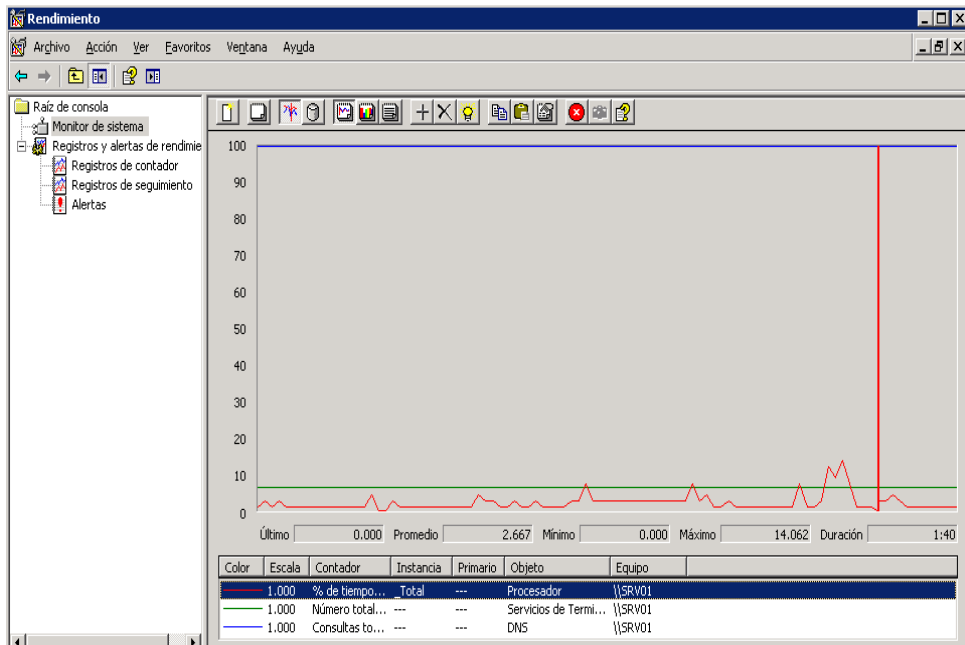 Rendimiento
Archivo Acción Ver Favoritos Ventana Ayuda
Raíz de consola
Monitor de sistema
Registros y alertas de rendimie
Registros de contador
Registros de seguimiento
Alertas
100
90
80
70
60
50
40
30
20
10
0
Último 0.000 Promedio 2.667 Mínimo 0.000 Máximo 14.062 Duración 1:40
Color Escala Contador Instancia Primario Objeto Equipo
1.000 % de tiempo... _Total --- Procesador \\SRV01
1.000 Número total... --- --- Servicios de Termi... \\SRV01
1.000 Consultas to... --- --- DNS \\SRV01